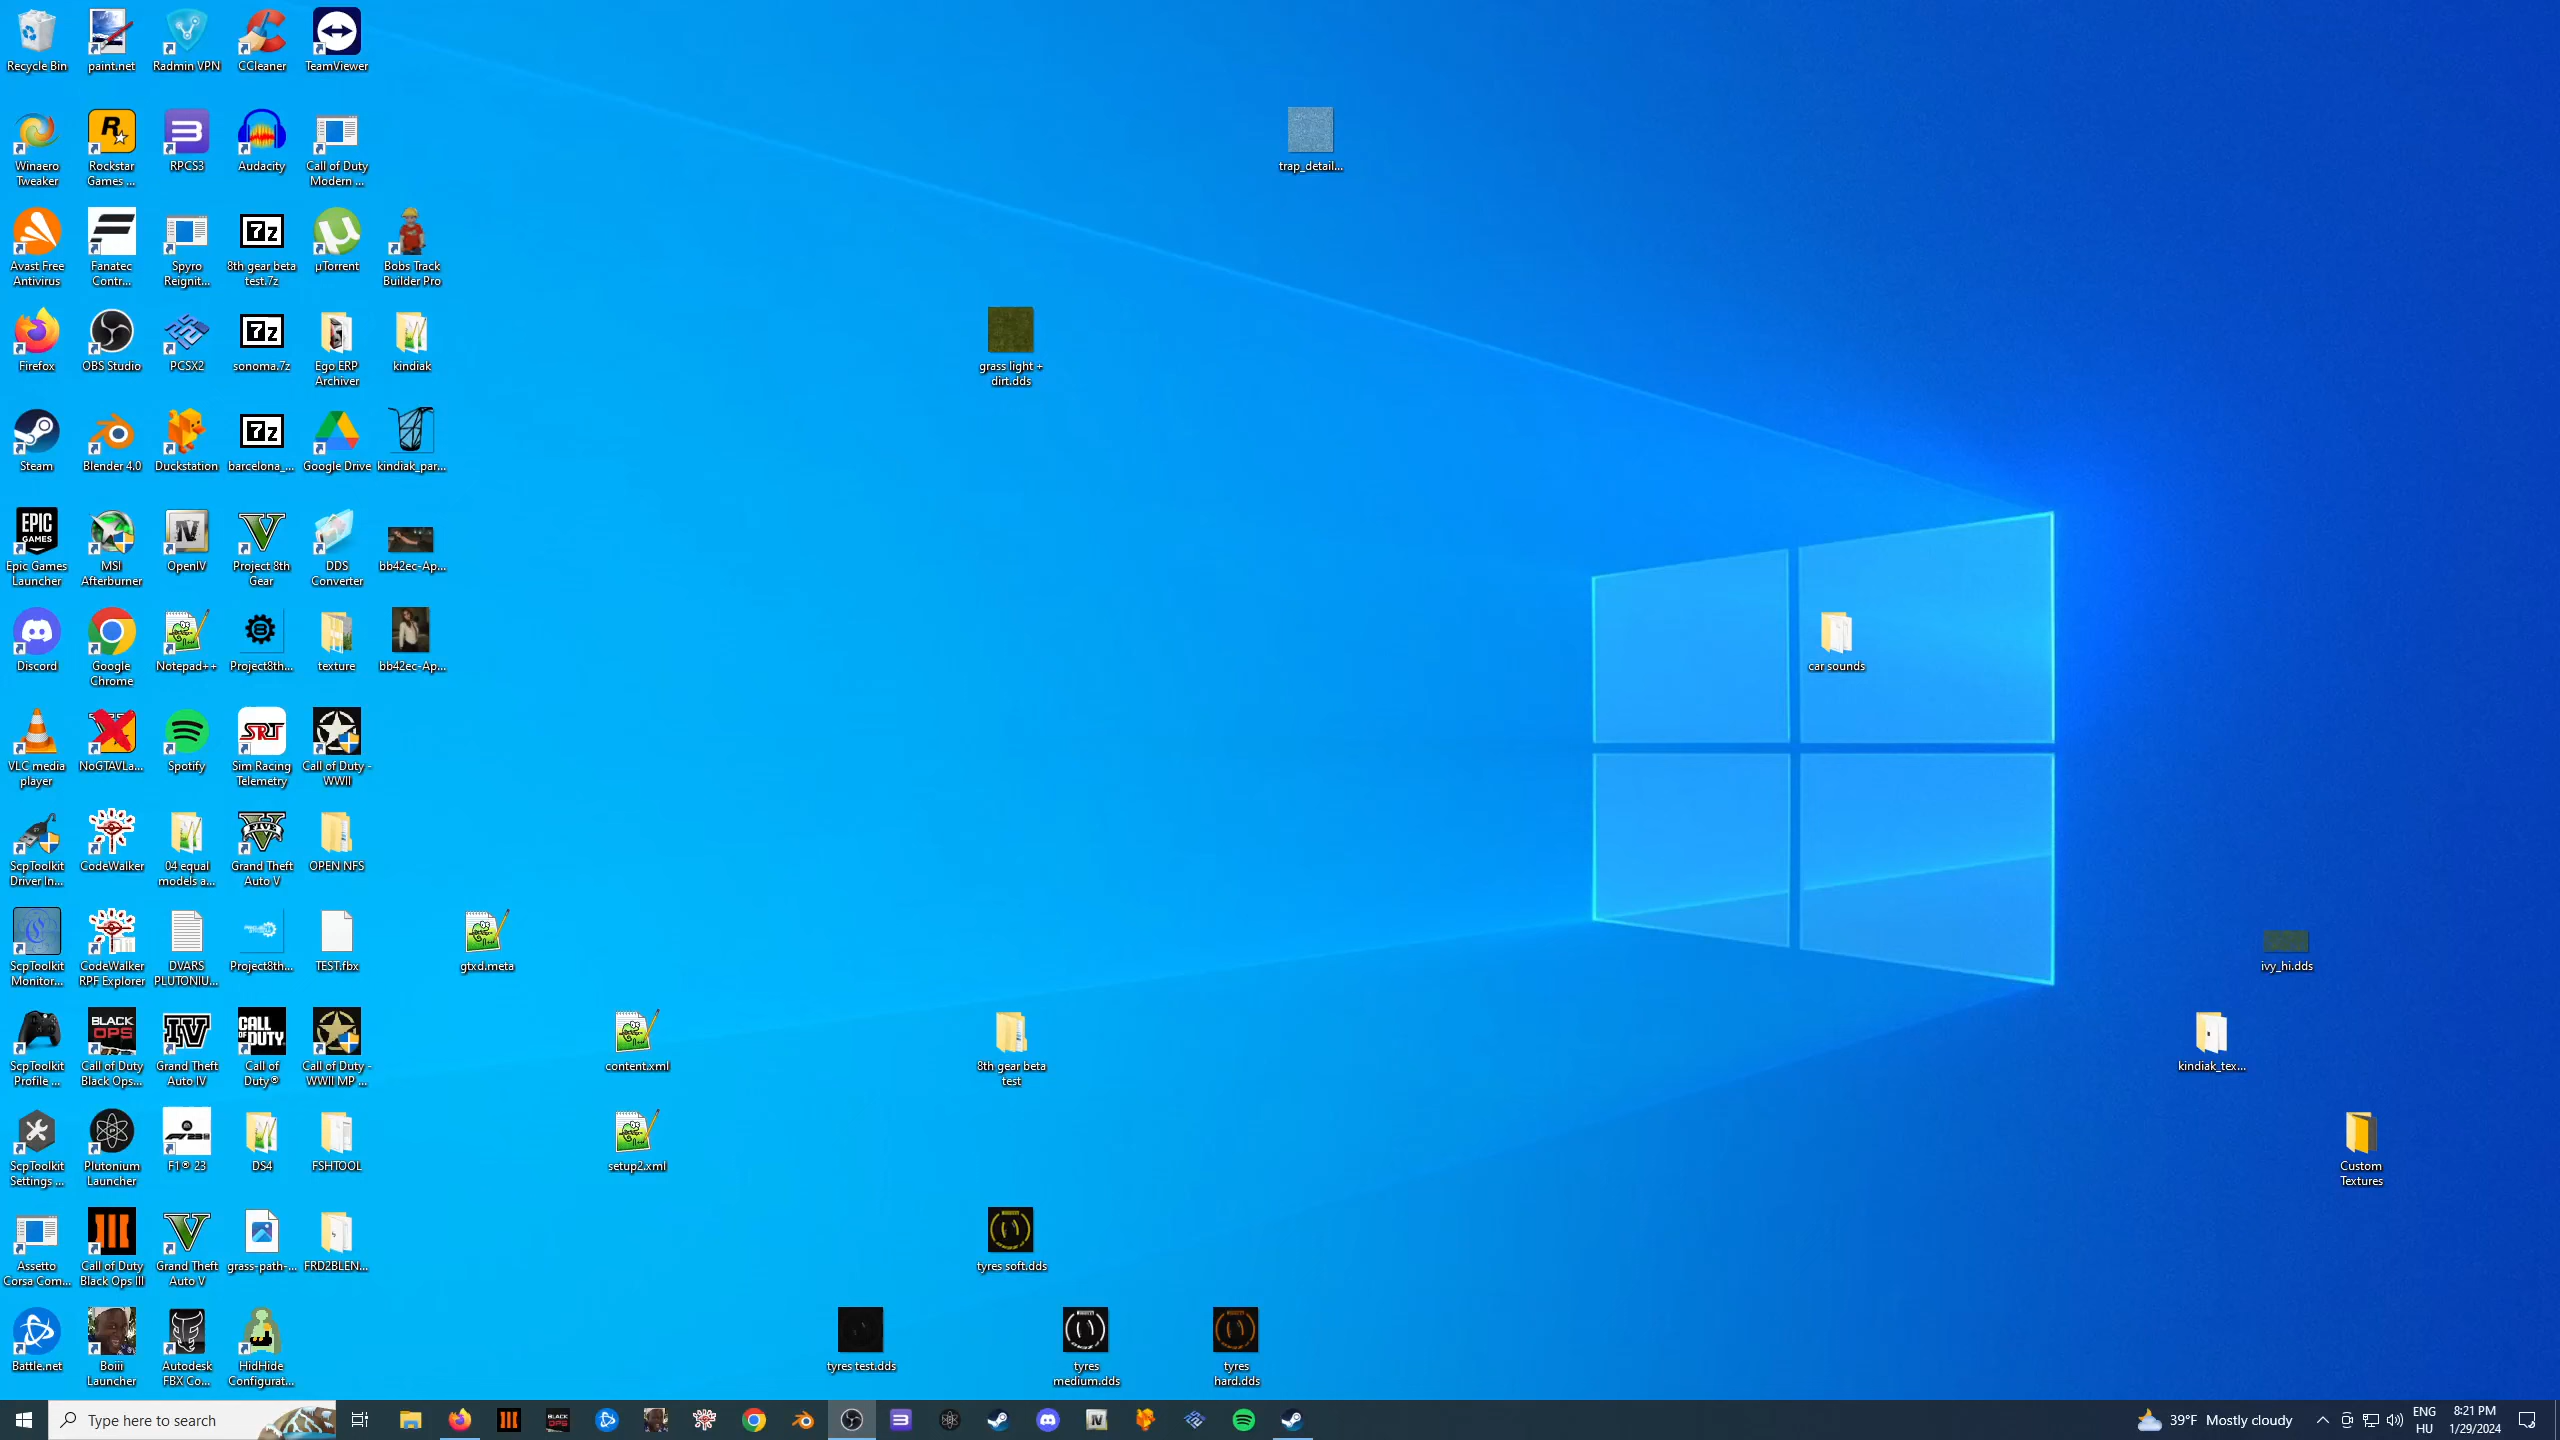 Recycle Bin
paint.net
Radmin VPN
CCleaner
TeamViewer
Winaero
Tweaker
Rockstar
Games ...
RPCS3
Audacity
Call of Duty
Modern ...
trap_detail...
Avast Free
Antivirus
Fanatec
Contr...
Spyro
Reignit...
8th gear beta
test.7z
µTorrent
Bobs Track
Builder Pro
Firefox
OBS Studio
PCSX2
sonoma.7z
Ego ERP
Archiver
kindiak
grass light +
dirt.dds
Steam
Blender 4.0
Duckstation
barcelona_...
Google Drive
kindiak_par...
EPIC
GAMES
Epic Games
Launcher
MSI
Afterburner
OpenIV
Project 8th
Gear
DDS
Converter
bb42ec-Ap...
Discord
Google
Chrome
Notepad++
Project8th...
texture
bb42ec-Ap...
car sounds
VLC media
player
NoGTAVLa...
Spotify
SRT
Sim Racing
Telemetry
Call of Duty -
WWII
ScpToolkit
Driver In...
CodeWalker
04 equal
models a...
FIVE
Grand Theft
Auto V
OPEN NFS
ScpToolkit
Monitor...
CodeWalker
RPF Explorer
DVARS
PLUTONIU...
Project8th...
TEST.fbx
gtxd.meta
ivy_hi.dds
ScpToolkit
Profile ...
BLACK
OPS
Call of Duty
Black Ops...
IV
Grand Theft
Auto IV
CALL
OF DUTY
Call of
Duty®
Call of Duty -
WWII MP ...
content.xml
8th gear beta
test
kindiak_tex...
ScpToolkit
Settings ...
Plutonium
Launcher
F1® 23
DS4
FSHTOOL
setup2.xml
Custom
Textures
Assetto
Corsa Com...
Call of Duty
Black Ops III
Grand Theft
Auto V
grass-path-...
FRD2BLEN...
tyres soft.dds
Battle.net
Boiii
Launcher
Autodesk
FBX Co...
HidHide
Configurat...
tyres test.dds
tyres
medium.dds
tyres
hard.dds
Type here to search
39°F Mostly cloudy
ENG
HU
8:21 PM
1/29/2024